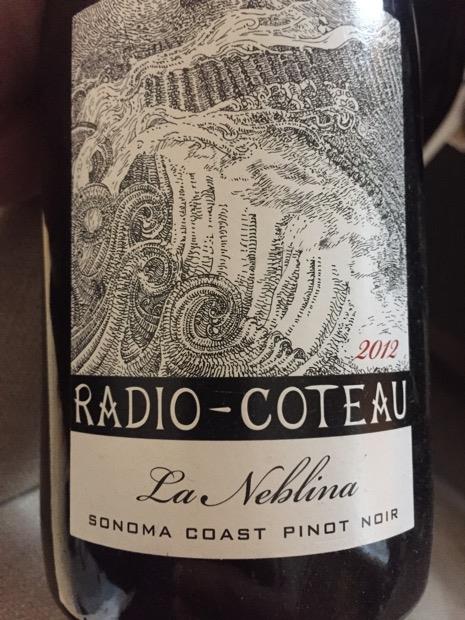 2012
RADIO-COTEAU
La Neblina
SONOMA COAST PINOT NOIR